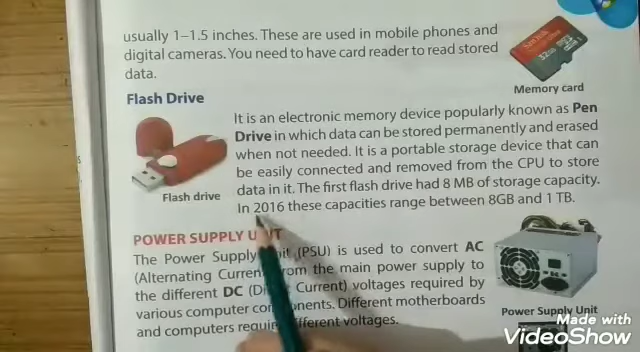 usually 1–1.5 inches. These are used in mobile phones and
digital cameras. You need to have card reader to read stored
data.
SanDisk
32GB
Memory card
Flash Drive
It is an electronic memory device popularly known as Pen
Drive in which data can be stored permanently and erased
when not needed. It is a portable storage device that can
be easily connected and removed from the CPU to store
data in it. The first flash drive had 8 MB of storage capacity.
In 2016 these capacities range between 8GB and 1 TB.
Flash drive
POWER SUPPLY
The Power Supply (PSU) is used to convert AC
(Alternating Current) from the main power supply to
the different DC Current) voltages required by
various computer Different motherboards
and computers different voltages.
Power Supply Unit
Made with
VideoShow